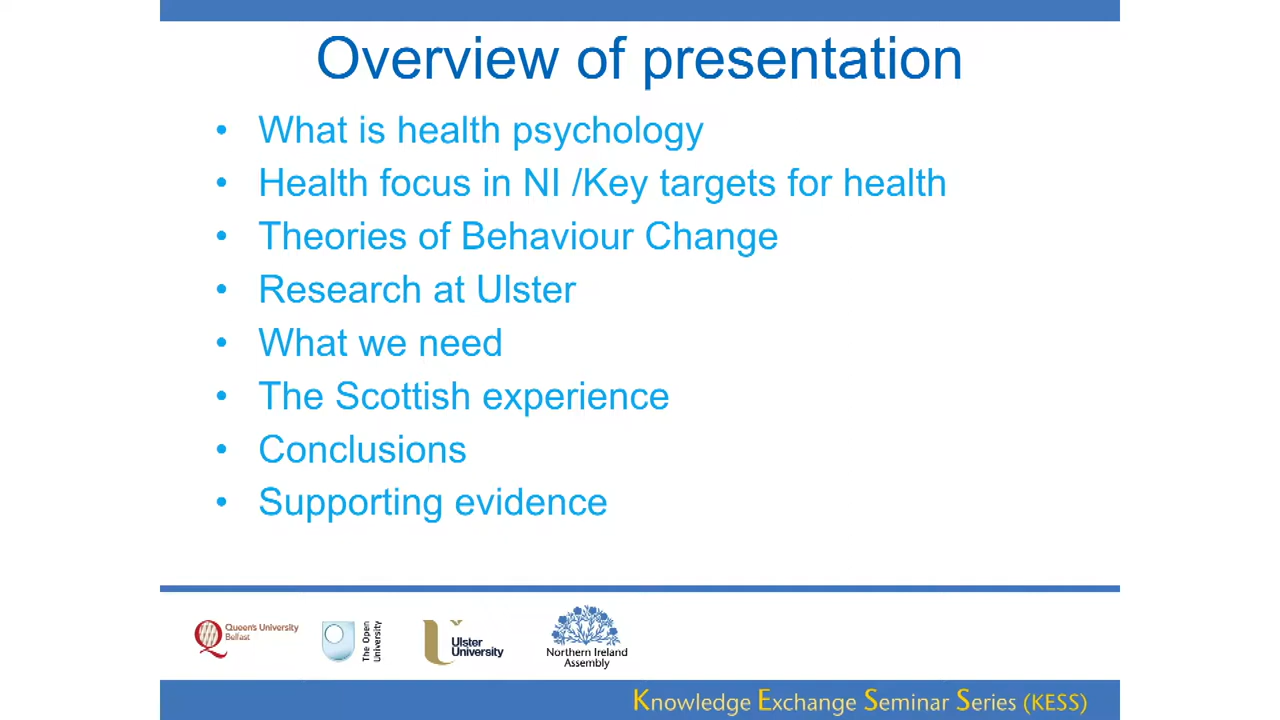 Overview of presentation
• What is health psychology
• Health focus in NI /Key targets for health
• Theories of Behaviour Change
• Research at Ulster
• What we need
• The Scottish experience
• Conclusions
• Supporting evidence
Queen's University
Belfast
The Open
University
Ulster
University
Northern Ireland
Assembly
Knowledge Exchange Seminar Series (KESS)